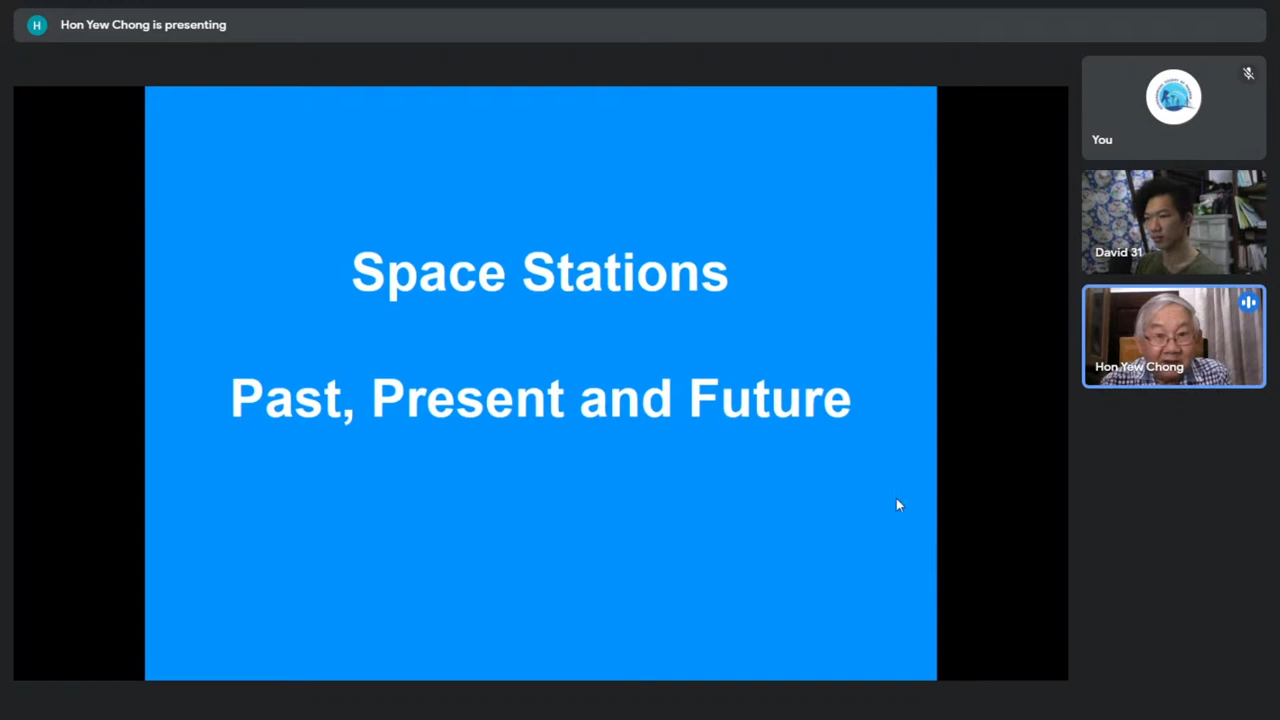 H
Hon Yew Chong is presenting
You
David 31
Hon Yew Chong
Space Stations
Past, Present and Future